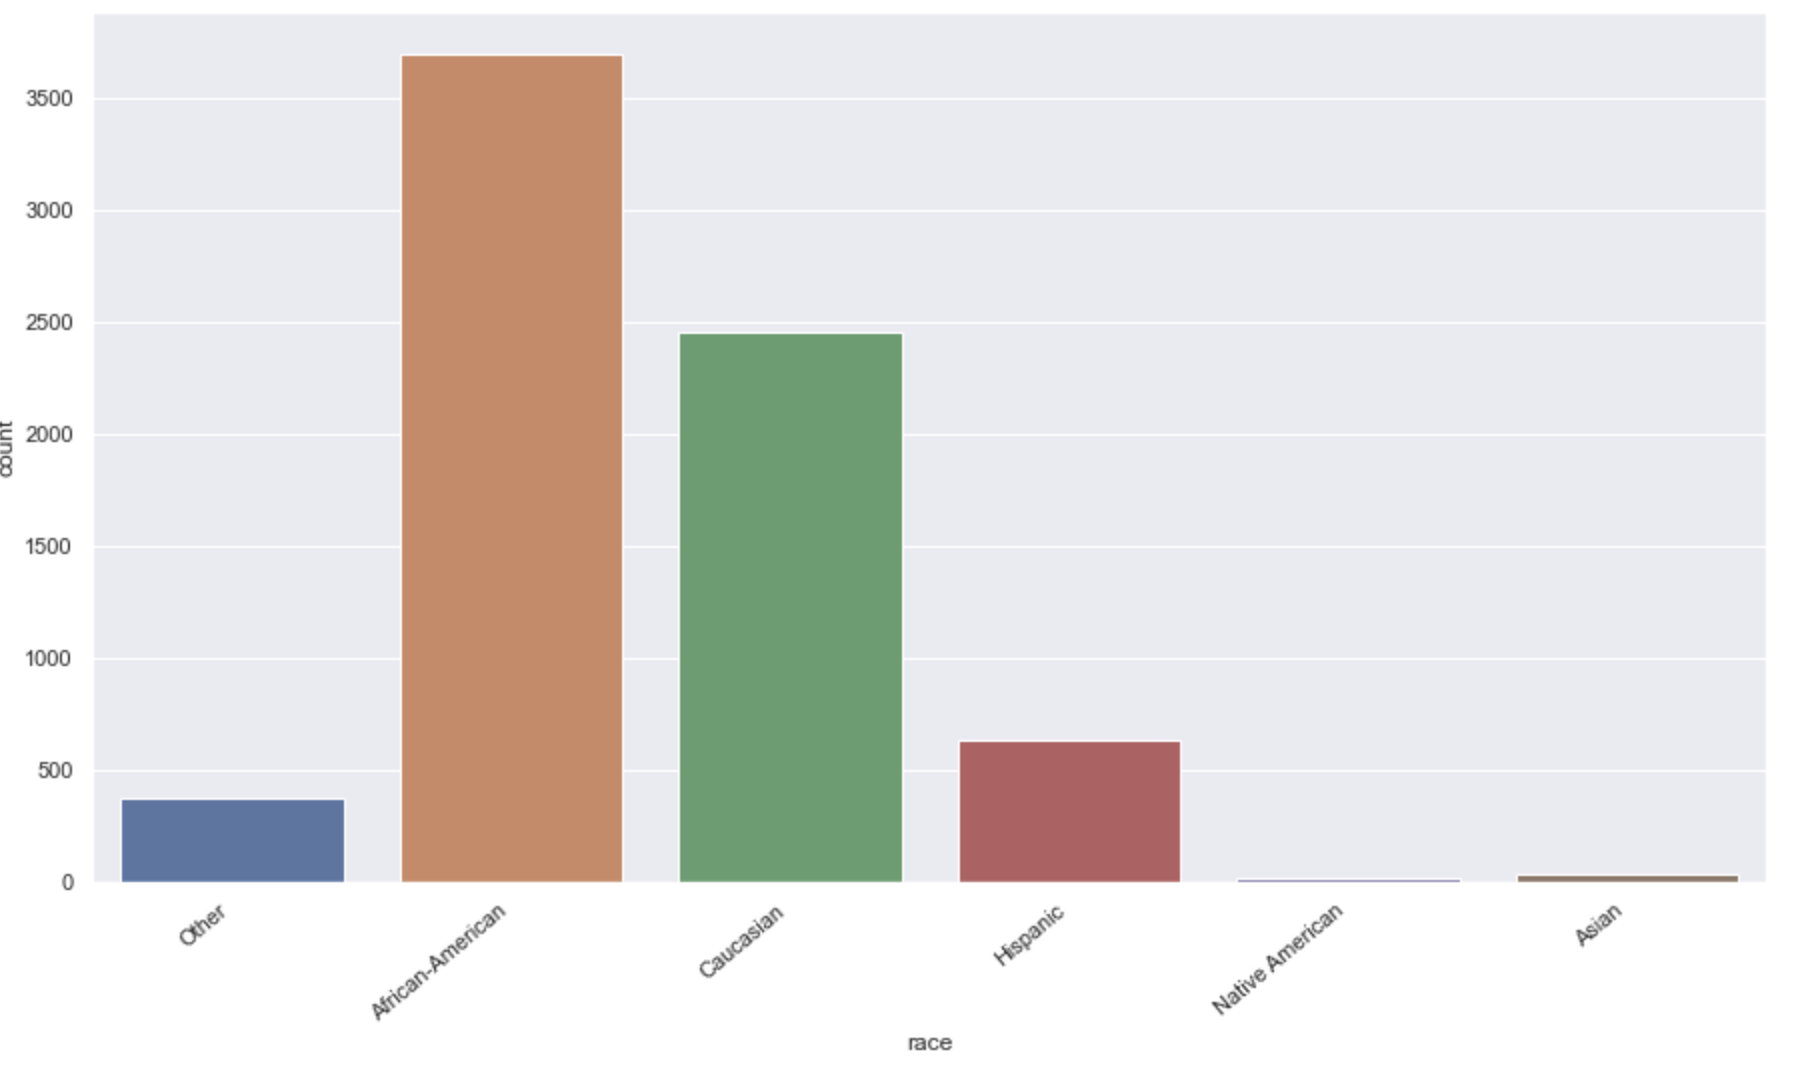 3500
3000
2500
2000
1500
1000
500
0
count
Other
African-American
Caucasian
Hispanic
Native American
Asian
race